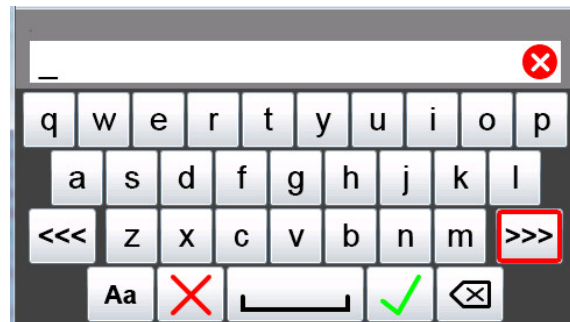 _
q w e r t y u i o p
a s d f g h j k l
<<< z x c v b n m >>>
Aa